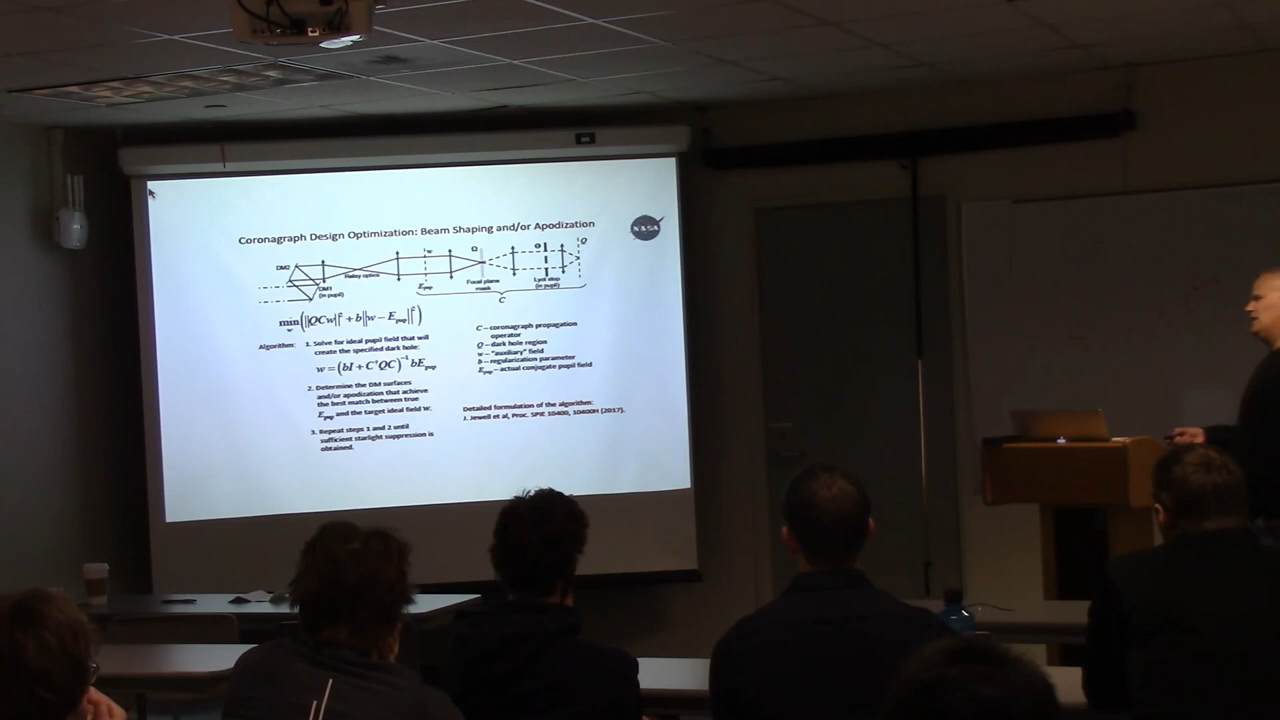 Coronagraph Design Optimization: Beam Shaping and/or Apodization
NASA
DM2
DM1
(in pupil)
Relay optics
w
E_pup
Ω
Focal plane
mask
Θ
Lyot stop
(in pupil)
Q
C
min_w(||QCw||² + b||w − E_pup||²)
Algorithm:
1. Solve for ideal pupil field that will
create the specified dark hole:
w = (bI + C†QC)⁻¹ bE_pup
2. Determine the DM surfaces
and/or apodization that achieve
the best match between true
E_pup and the target ideal field w.
3. Repeat steps 1 and 2 until
sufficient starlight suppression is
obtained.
C – coronagraph propagation
operator
Q – dark hole region
w – "auxiliary" field
b – regularization parameter
E_pup – actual conjugate pupil field
Detailed formulation of the algorithm:
J. Jewell et al, Proc. SPIE 10400, 10400H (2017).